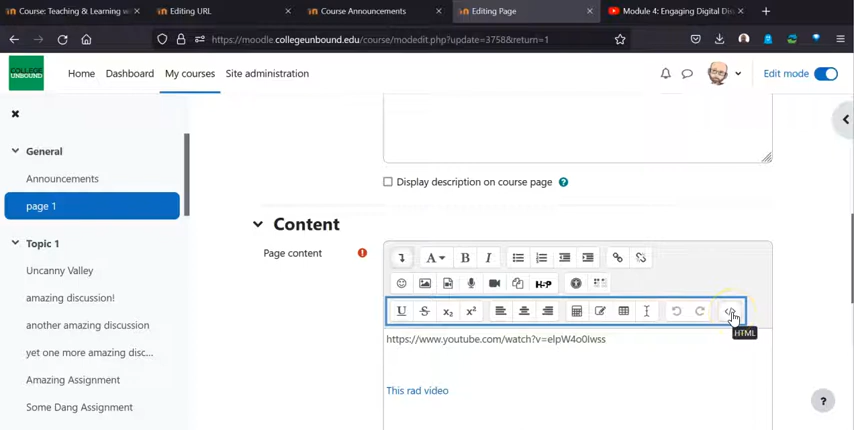 Course: Teaching & Learning w
Editing URL
Course Announcements
Editing Page
Module 4: Engaging Digital Di
https://moodle.collegeunbound.edu/course/modedit.php?update=3758&return=1
COLLEGE
UNBOUND
Home
Dashboard
My courses
Site administration
Edit mode
General
Announcements
page 1
Display description on course page
Content
Page content
A
B
I
H-P
U
S
x2
x²
HTML
Topic 1
Uncanny Valley
amazing discussion!
another amazing discussion
yet one more amazing disc...
Amazing Assignment
Some Dang Assignment
https://www.youtube.com/watch?v=elpW4o0lwss
This rad video
?